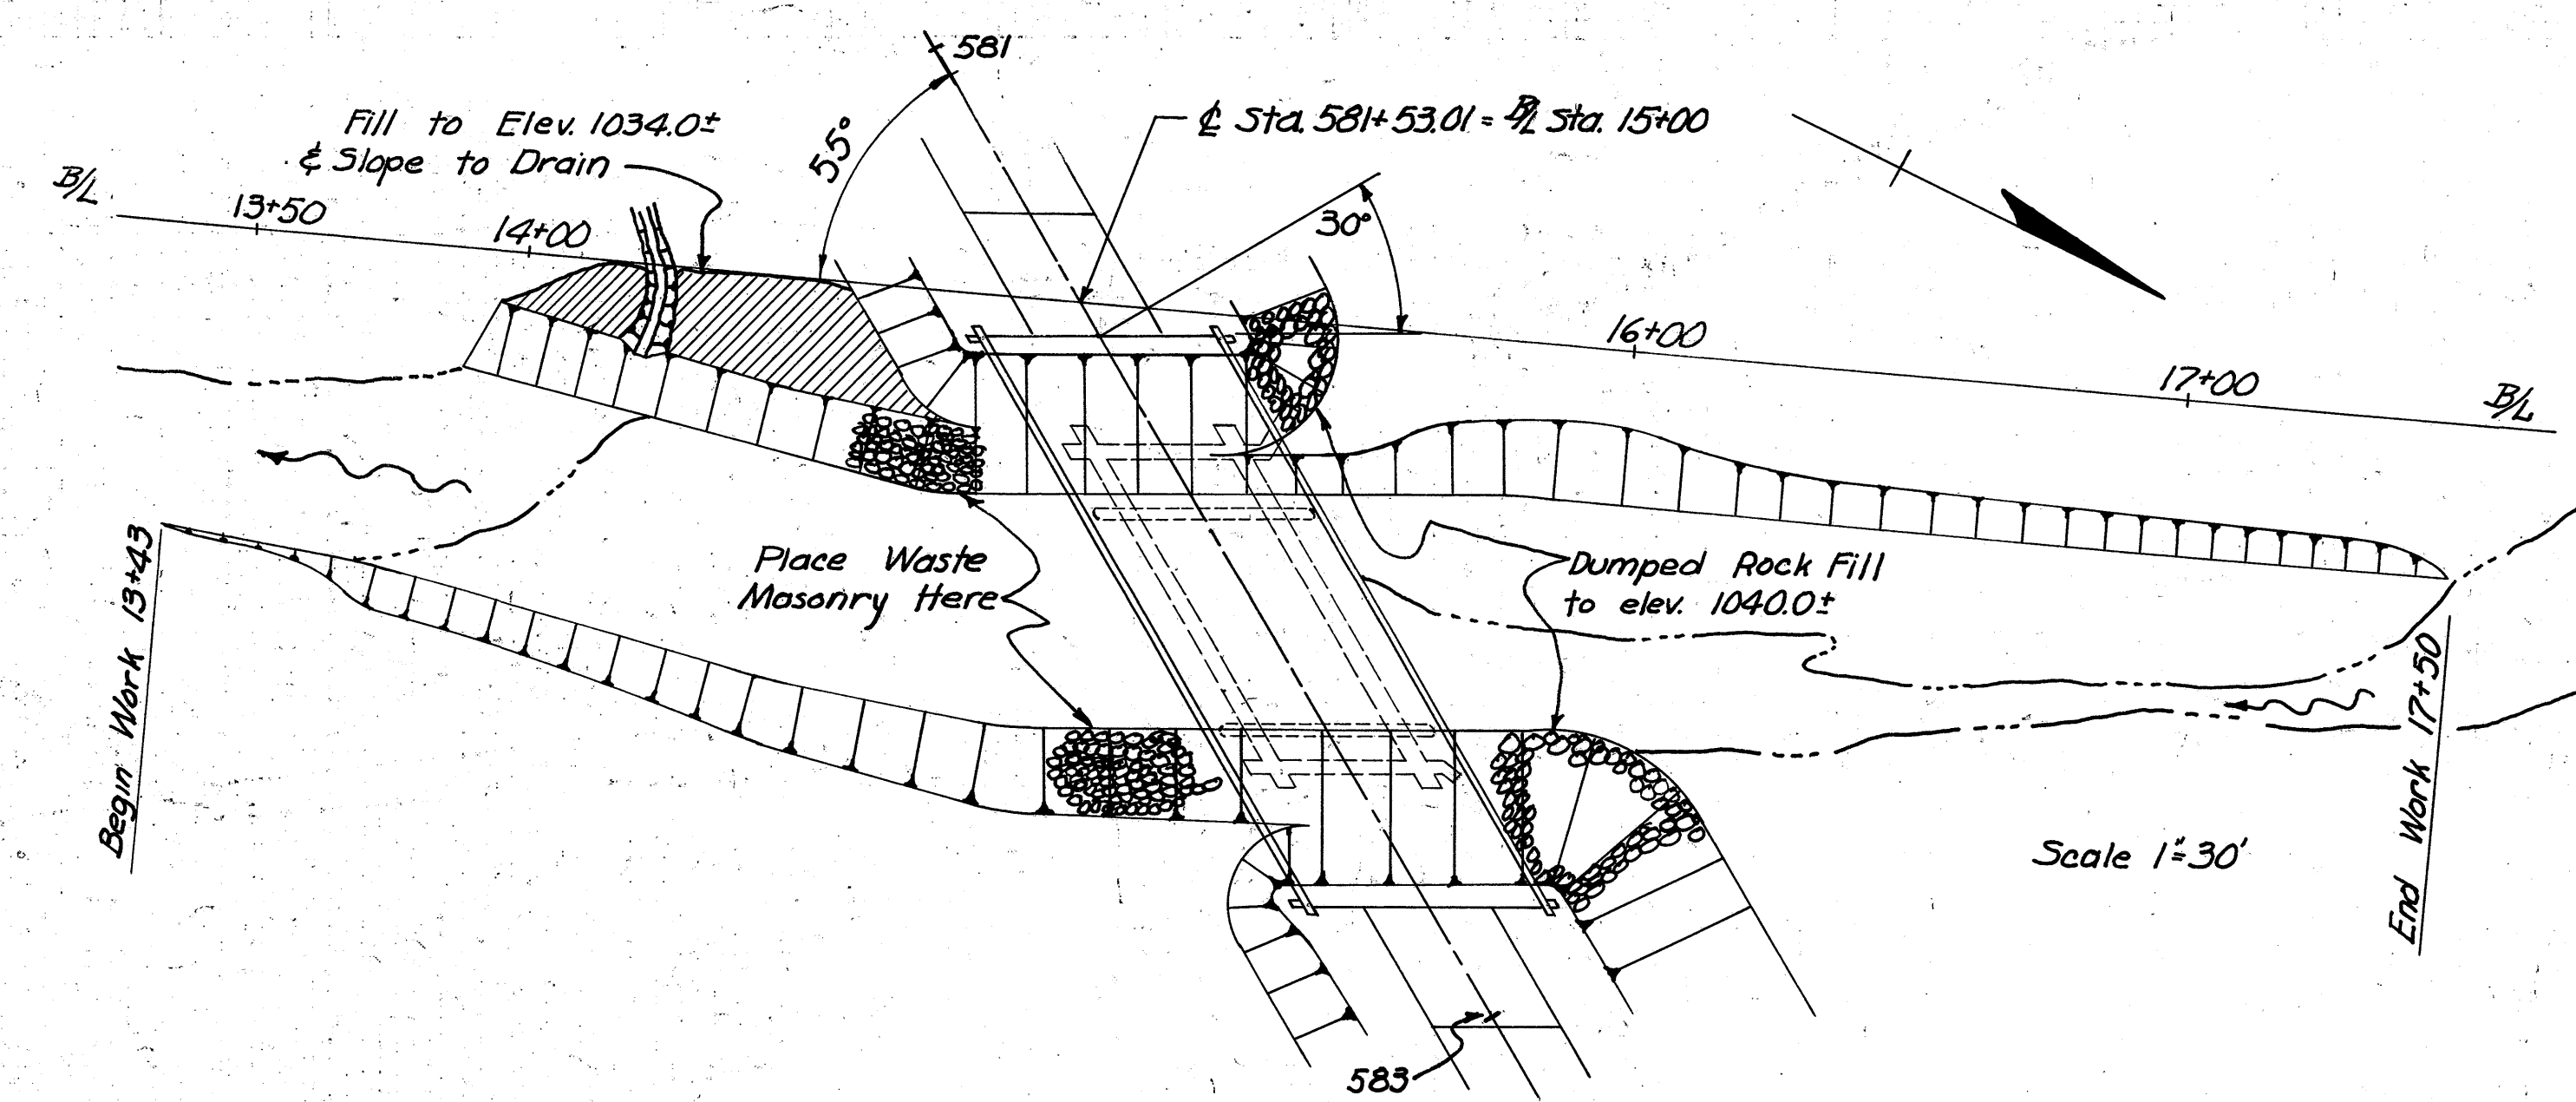 581
Fill to Elev. 1034.0±
& Slope to Drain
55°
℄ Sta. 581+53.01 = B/L Sta. 15+00
B/L
13+50
14+00
30°
16+00
17+00
B/L
Begin Work 13+43
Place Waste
Masonry Here
Dumped Rock Fill
to elev. 1040.0±
End Work 17+50
Scale 1"=30'
583